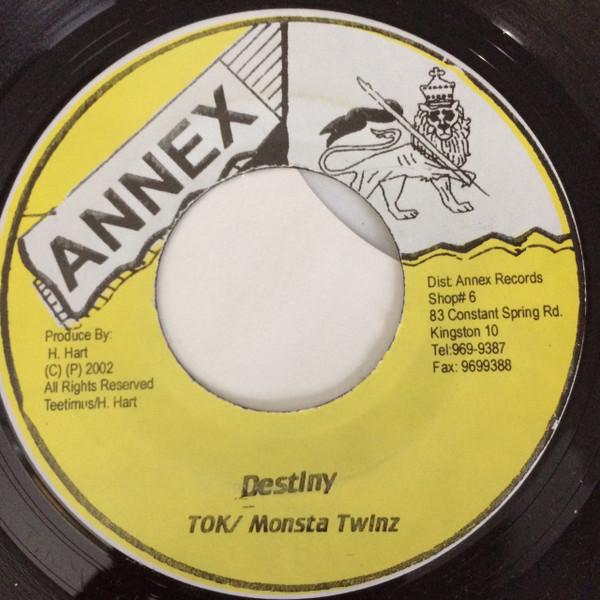 ANNEX
Produce By:
H. Hart
(C) (P) 2002
All Rights Reserved
Teetimus/H. Hart
Dist: Annex Records
Shop# 6
83 Constant Spring Rd.
Kingston 10
Tel:969-9387
Fax: 9699388
Destiny
TOK/ Monsta Twinz